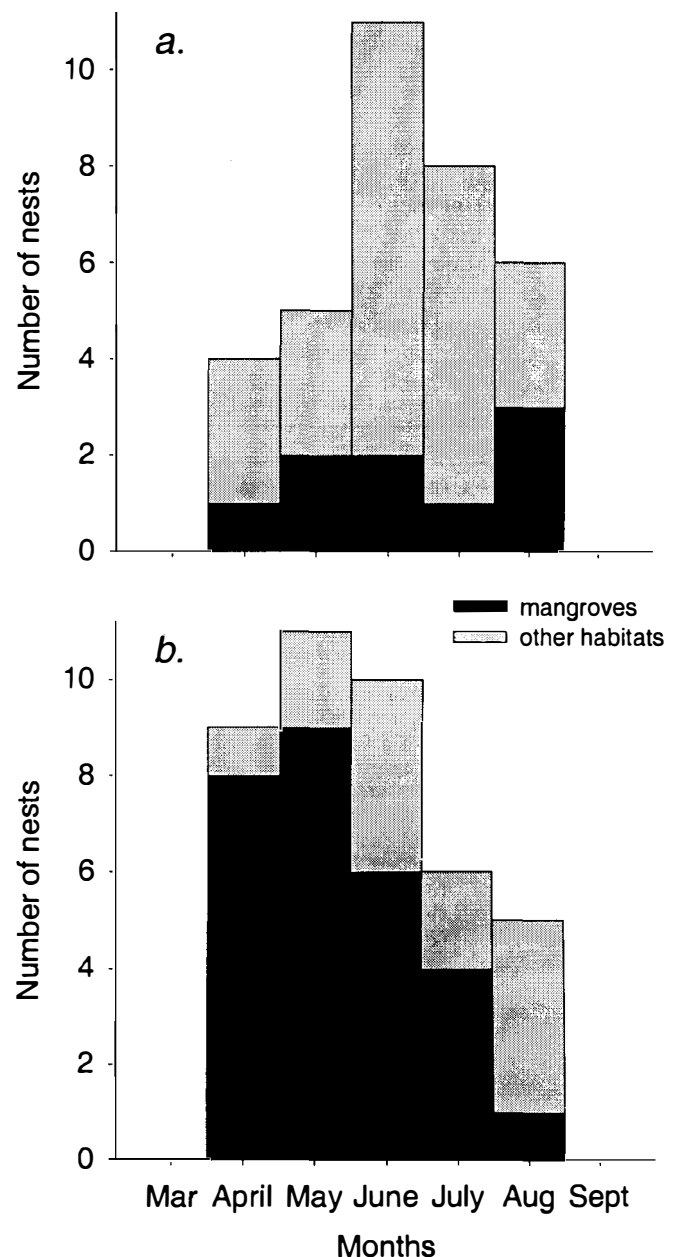 a.
10
8
6
4
2
0
Number of nests
mangroves
other habitats
b.
10
8
6
4
2
0
Number of nests
Mar April May June July Aug Sept
Months